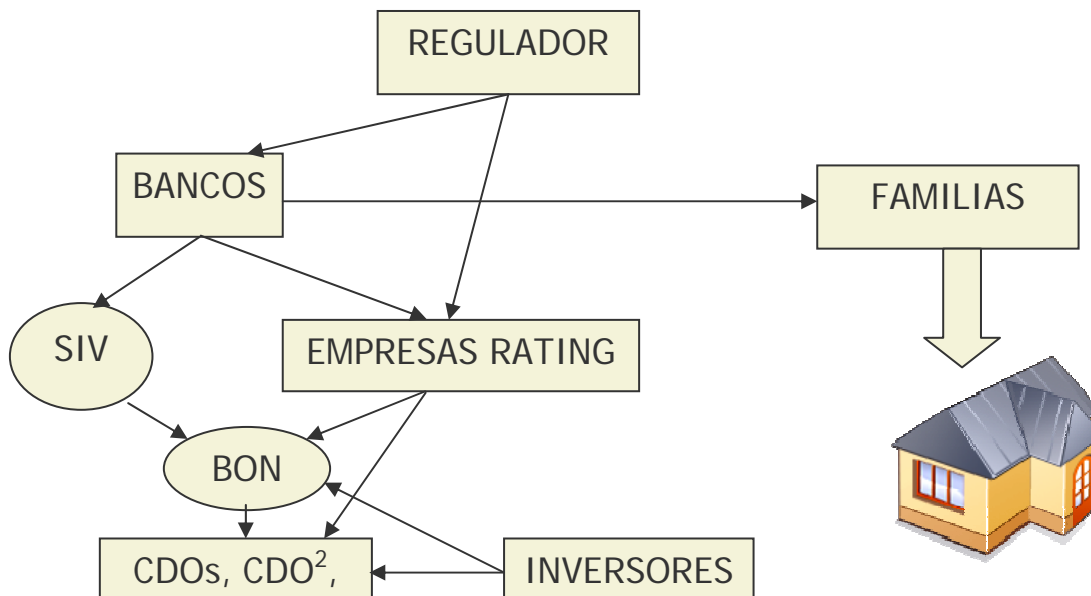 REGULADOR
BANCOS
FAMILIAS
SIV
EMPRESAS RATING
BON
CDOs, CDO²,
INVERSORES